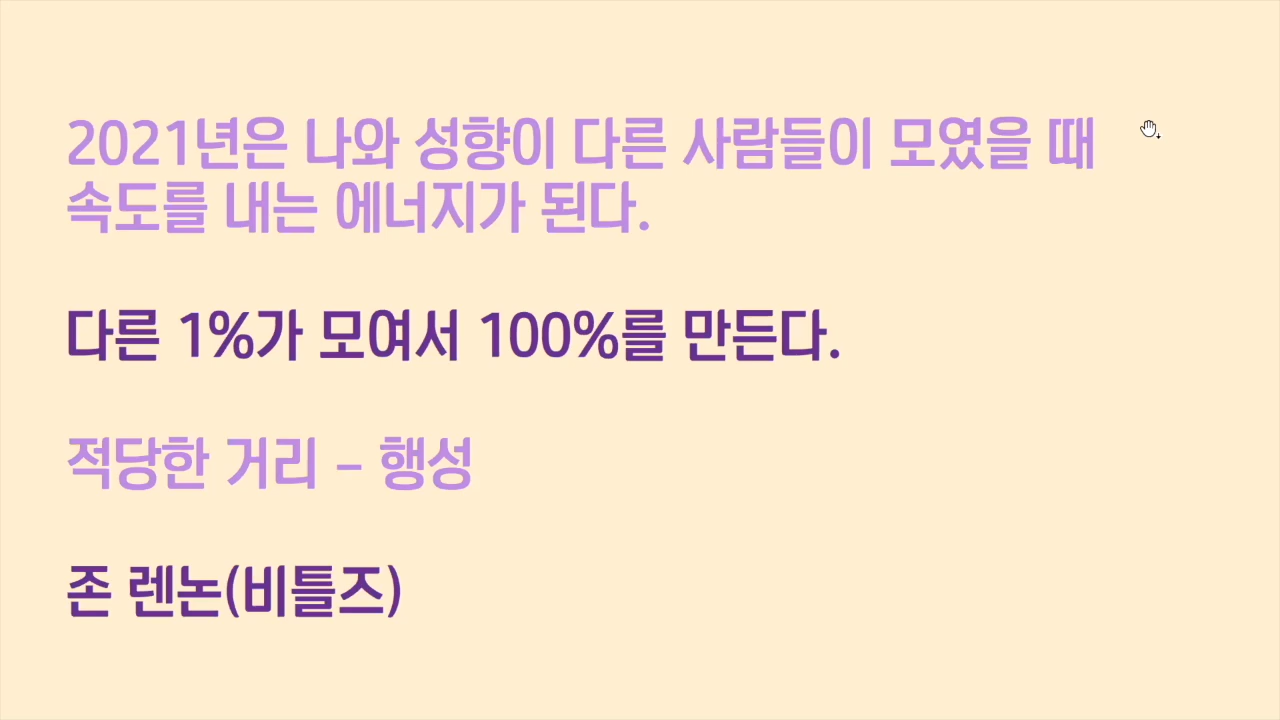 2021년은 나와 성향이 다른 사람들이 모였을 때
속도를 내는 에너지가 된다.
다른 1%가 모여서 100%를 만든다.
적당한 거리 – 행성
존 렌논(비틀즈)